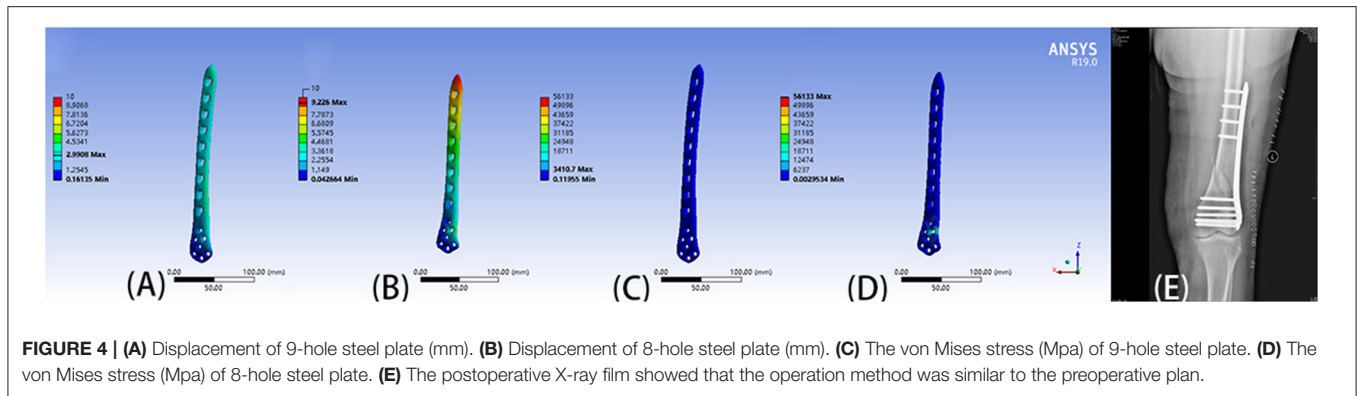 ANSYS
R19.0
10
8.9068
7.8136
6.7204
5.6273
4.5341
2.9908 Max
1.2545
0.16135 Min
0.00
100.00 (mm)
50.00
(A)
10
9.226 Max
7.7873
6.6809
5.5745
4.4681
3.3618
2.2554
1.149
0.042664 Min
0.00
100.00 (mm)
50.00
(B)
56133
49896
43659
37422
31185
24948
18711
3410.7 Max
0.11955 Min
0.00
100.00 (mm)
50.00
(C)
56133 Max
49896
43659
37422
31185
24948
18711
12474
6237
0.0029534 Min
0.00
100.00 (mm)
50.00
(D)
Z
X
(E)
FIGURE 4 | (A) Displacement of 9-hole steel plate (mm). (B) Displacement of 8-hole steel plate (mm). (C) The von Mises stress (Mpa) of 9-hole steel plate. (D) The
von Mises stress (Mpa) of 8-hole steel plate. (E) The postoperative X-ray film showed that the operation method was similar to the preoperative plan.